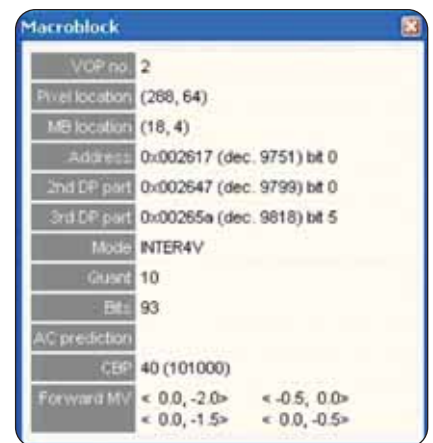 Macroblock
VOP no. 2
Pixel location (288, 64)
MB location (18, 4)
Address 0x002617 (dec. 9751) bit 0
2nd DP part 0x002647 (dec. 9799) bit 0
3rd DP part 0x00265a (dec. 9818) bit 5
Mode INTER4V
Quant 10
Bits 93
AC prediction
CBP 40 (101000)
Forward MV < 0.0, -2.0> < -0.5, 0.0>
< 0.0, -1.5> < 0.0, -0.5>